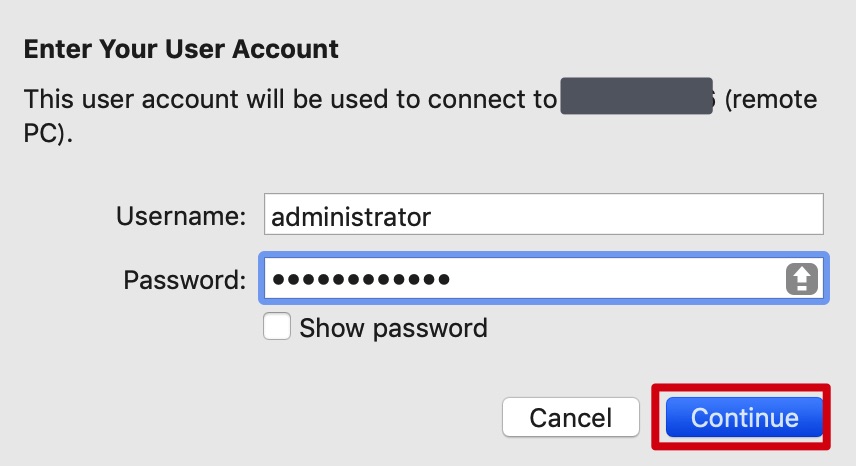 Enter Your User Account
This user account will be used to connect to (remote
PC).
Username: administrator
Password: ••••••••••••
Show password
Cancel Continue